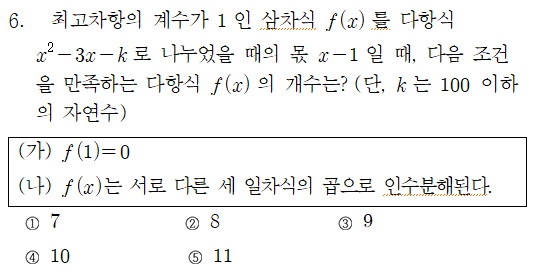 6. 최고차항의 계수가 1 인 삼차식 f(x)를 다항식
x²-3x-k로 나누었을 때의 몫 x-1 일 때, 다음 조건
을 만족하는 다항식 f(x)의 개수는? (단, k는 100 이하
의 자연수)
(가) f(1)=0
(나) f(x)는 서로 다른 세 일차식의 곱으로 인수분해된다.
① 7 ② 8 ③ 9
④ 10 ⑤ 11